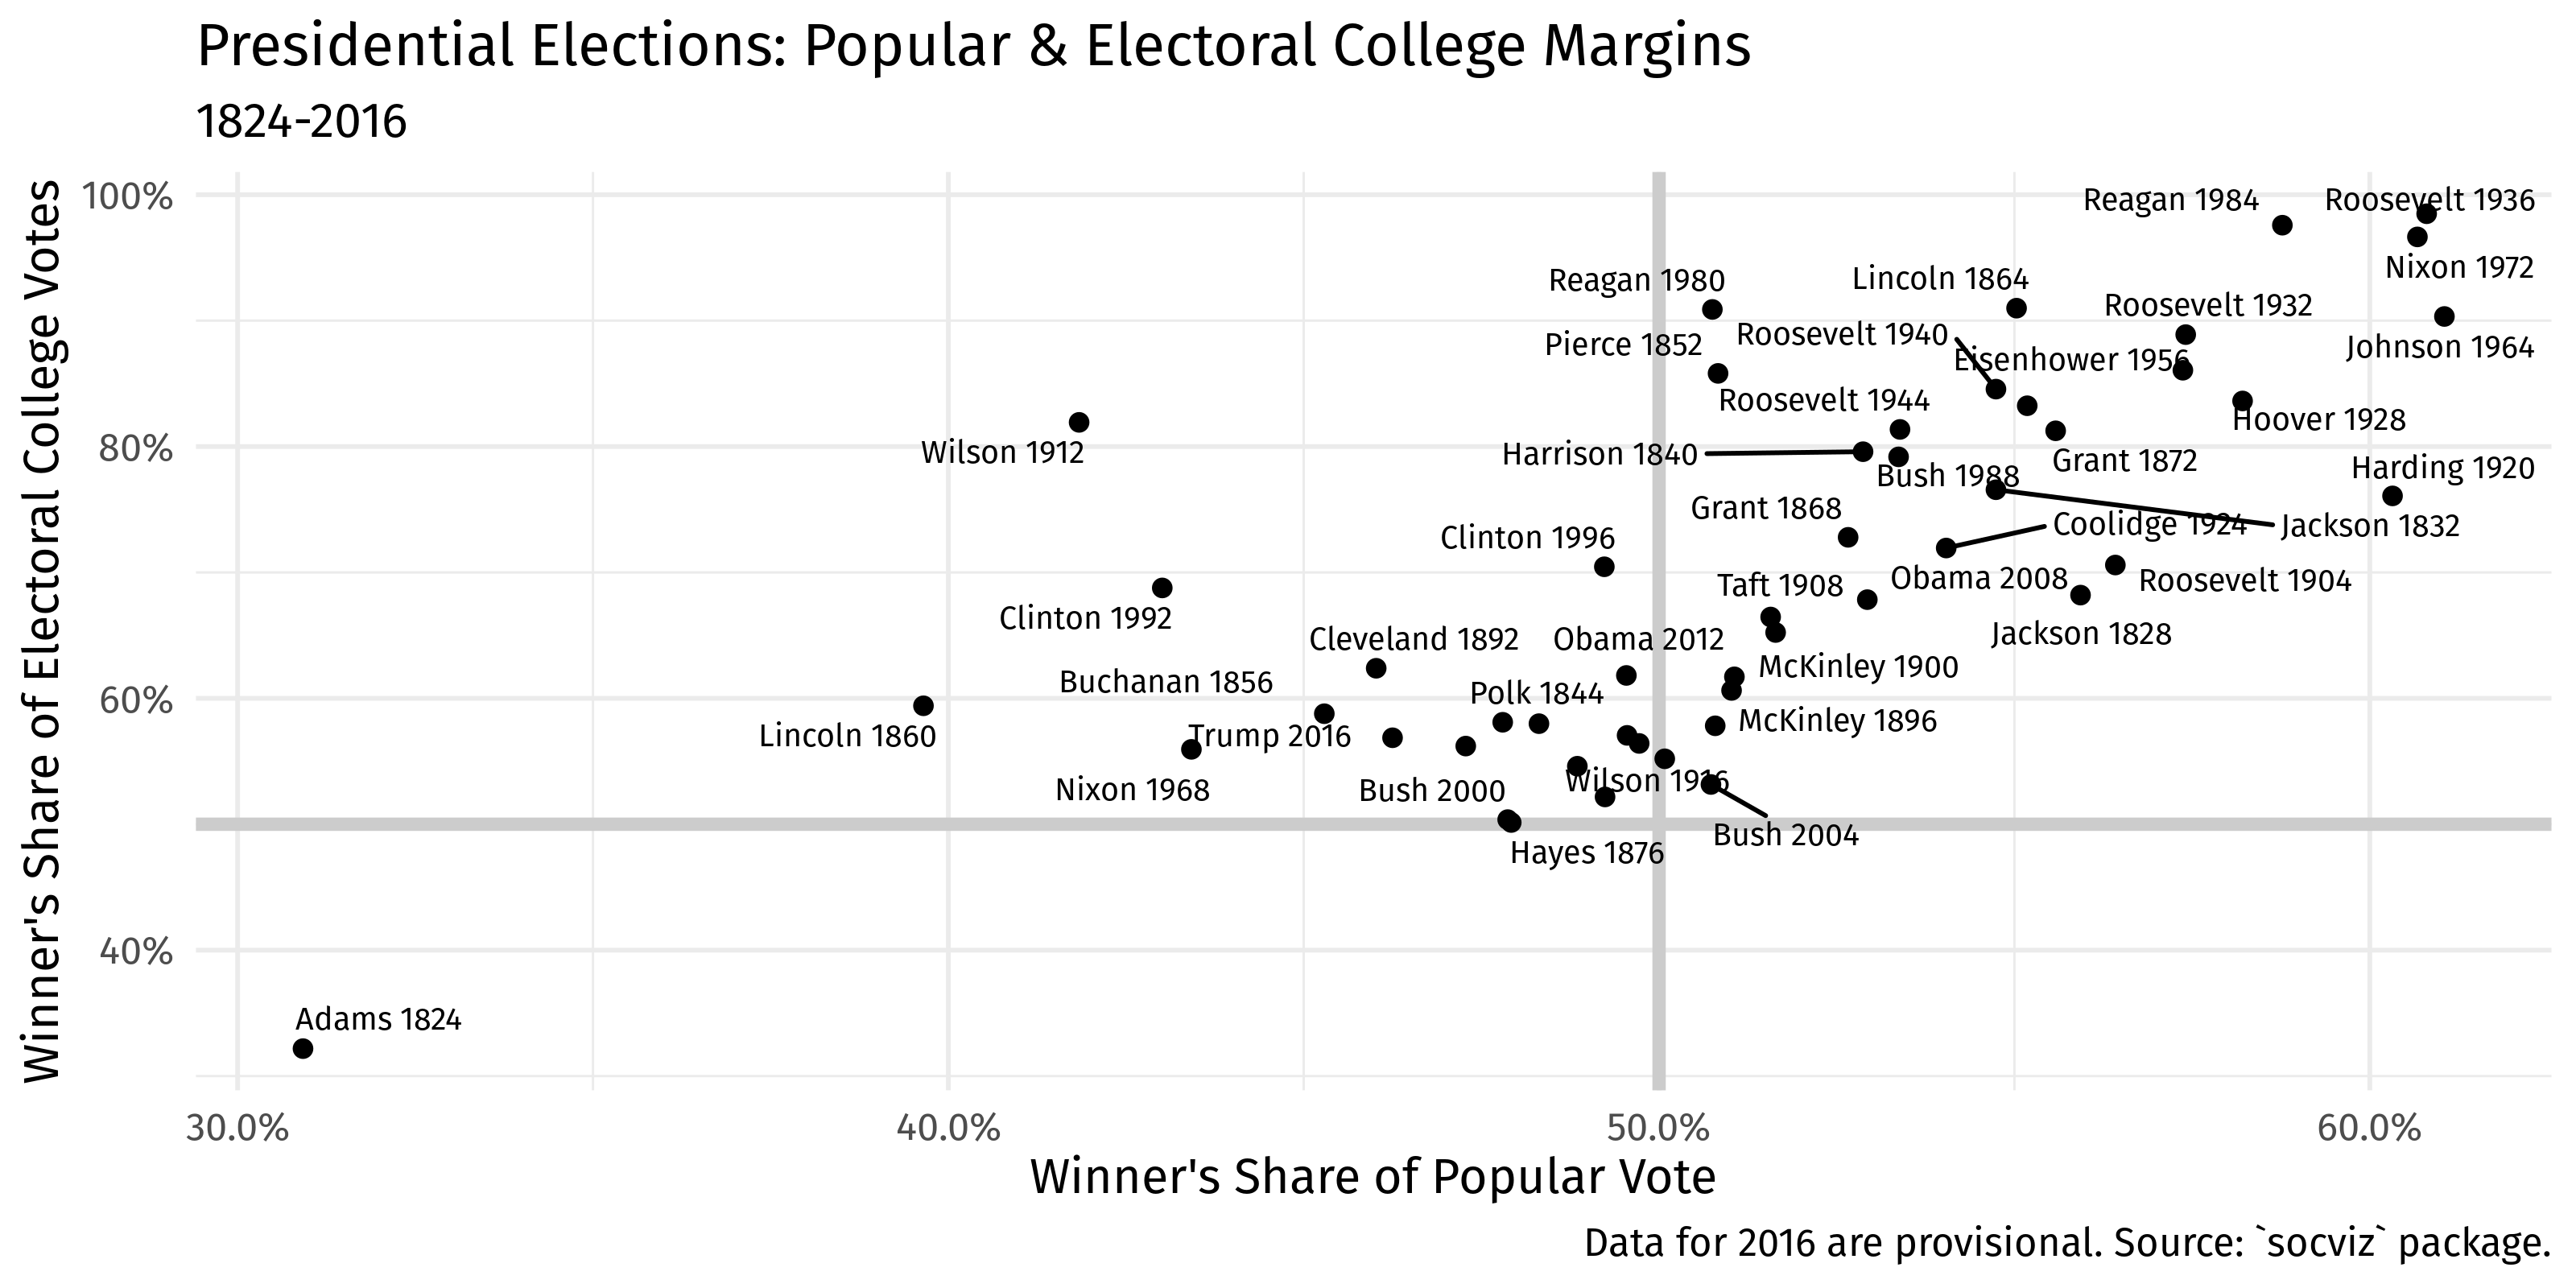 Presidential Elections: Popular & Electoral College Margins
1824-2016
Winner's Share of Electoral College Votes
100%
80%
60%
40%
Reagan 1984
Roosevelt 1936
Nixon 1972
Reagan 1980
Lincoln 1864
Roosevelt 1932
Pierce 1852
Roosevelt 1940
Johnson 1964
Eisenhower 1956
Roosevelt 1944
Hoover 1928
Wilson 1912
Harrison 1840
Grant 1872
Harding 1920
Bush 1988
Grant 1868
Coolidge 1924
Jackson 1832
Clinton 1996
Obama 2008
Roosevelt 1904
Taft 1908
Clinton 1992
Cleveland 1892
Obama 2012
Jackson 1828
McKinley 1900
Buchanan 1856
Polk 1844
McKinley 1896
Lincoln 1860
Trump 2016
Wilson 1916
Nixon 1968
Bush 2000
Bush 2004
Hayes 1876
Adams 1824
30.0%
40.0%
50.0%
60.0%
Winner's Share of Popular Vote
Data for 2016 are provisional. Source: `socviz` package.